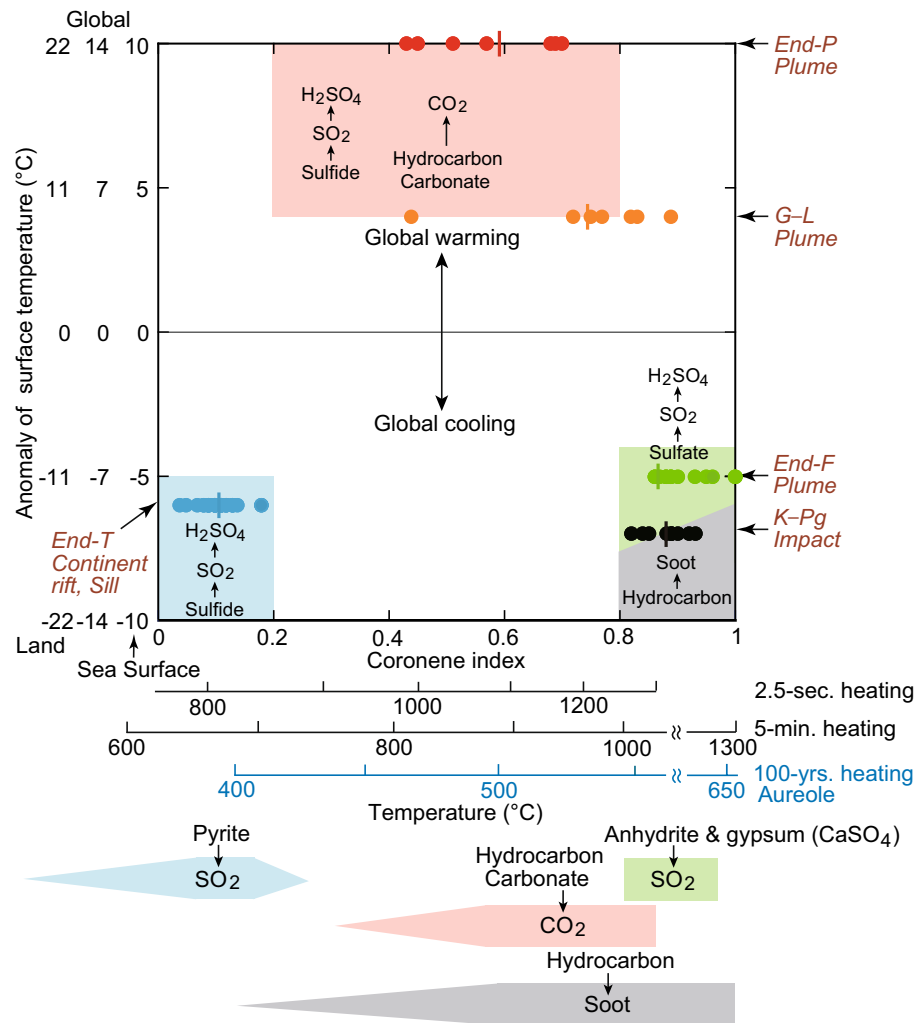 Global
22 14 10
End-P
Plume
H2SO4
SO2
Sulfide
CO2
Hydrocarbon
Carbonate
Anomaly of surface temperature (°C)
11 7 5
G–L
Plume
Global warming
0 0 0
Global cooling
H2SO4
SO2
Sulfate
-11 -7 -5
End-F
Plume
K–Pg
Impact
End-T
Continent
rift, Sill
H2SO4
SO2
Sulfide
Soot
Hydrocarbon
-22 -14 -10
Land
Sea Surface
0 0.2 0.4 0.6 0.8 1
Coronene index
800 1000 1200
2.5-sec. heating
600 800 1000 1300
5-min. heating
400 500 650
100-yrs. heating
Aureole
Temperature (°C)
Pyrite
SO2
Hydrocarbon
Carbonate
CO2
Anhydrite & gypsum (CaSO4)
SO2
Hydrocarbon
Soot